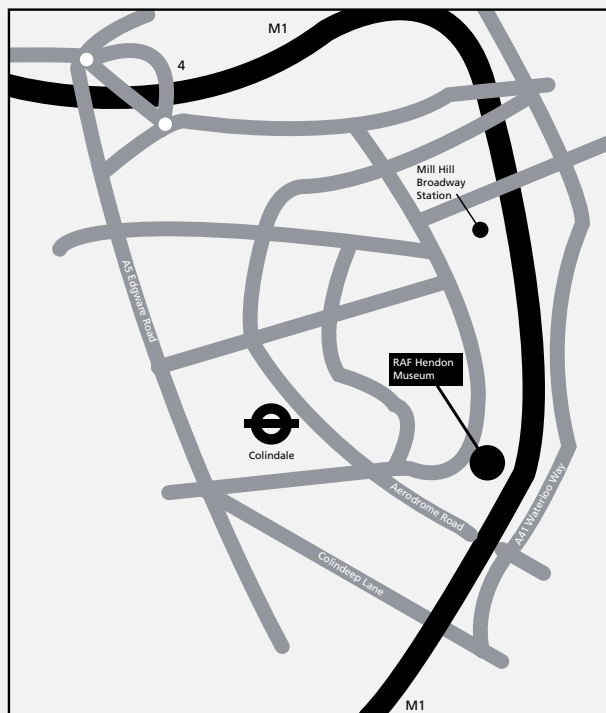 M1
4
Mill Hill
Broadway
Station
A5 Edgware Road
RAF Hendon
Museum
Colindale
Aerodrome Road
A41 Waterloo Way
Colindeep Lane
M1